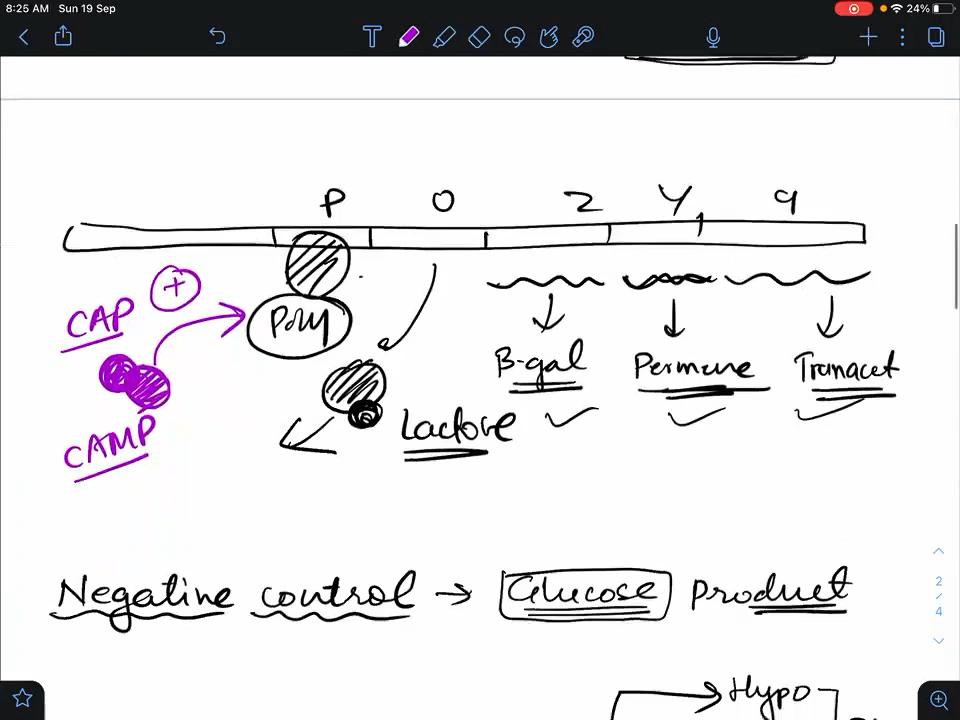 8:25 AM Sun 19 Sep 24%
P O Z Y a
CAP +
Poly
B-gal Permease Transacet
CAMP
Lactose
Negative control → Glucose Product
2
/
4
Hypo